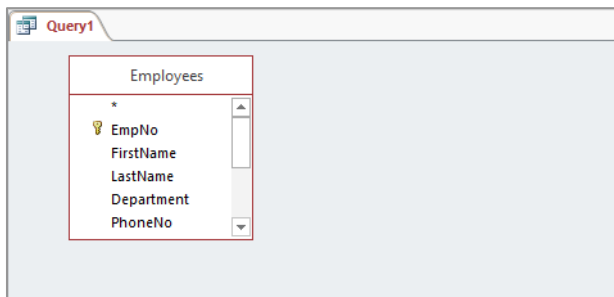 Query1
Employees
*
EmpNo
FirstName
LastName
Department
PhoneNo